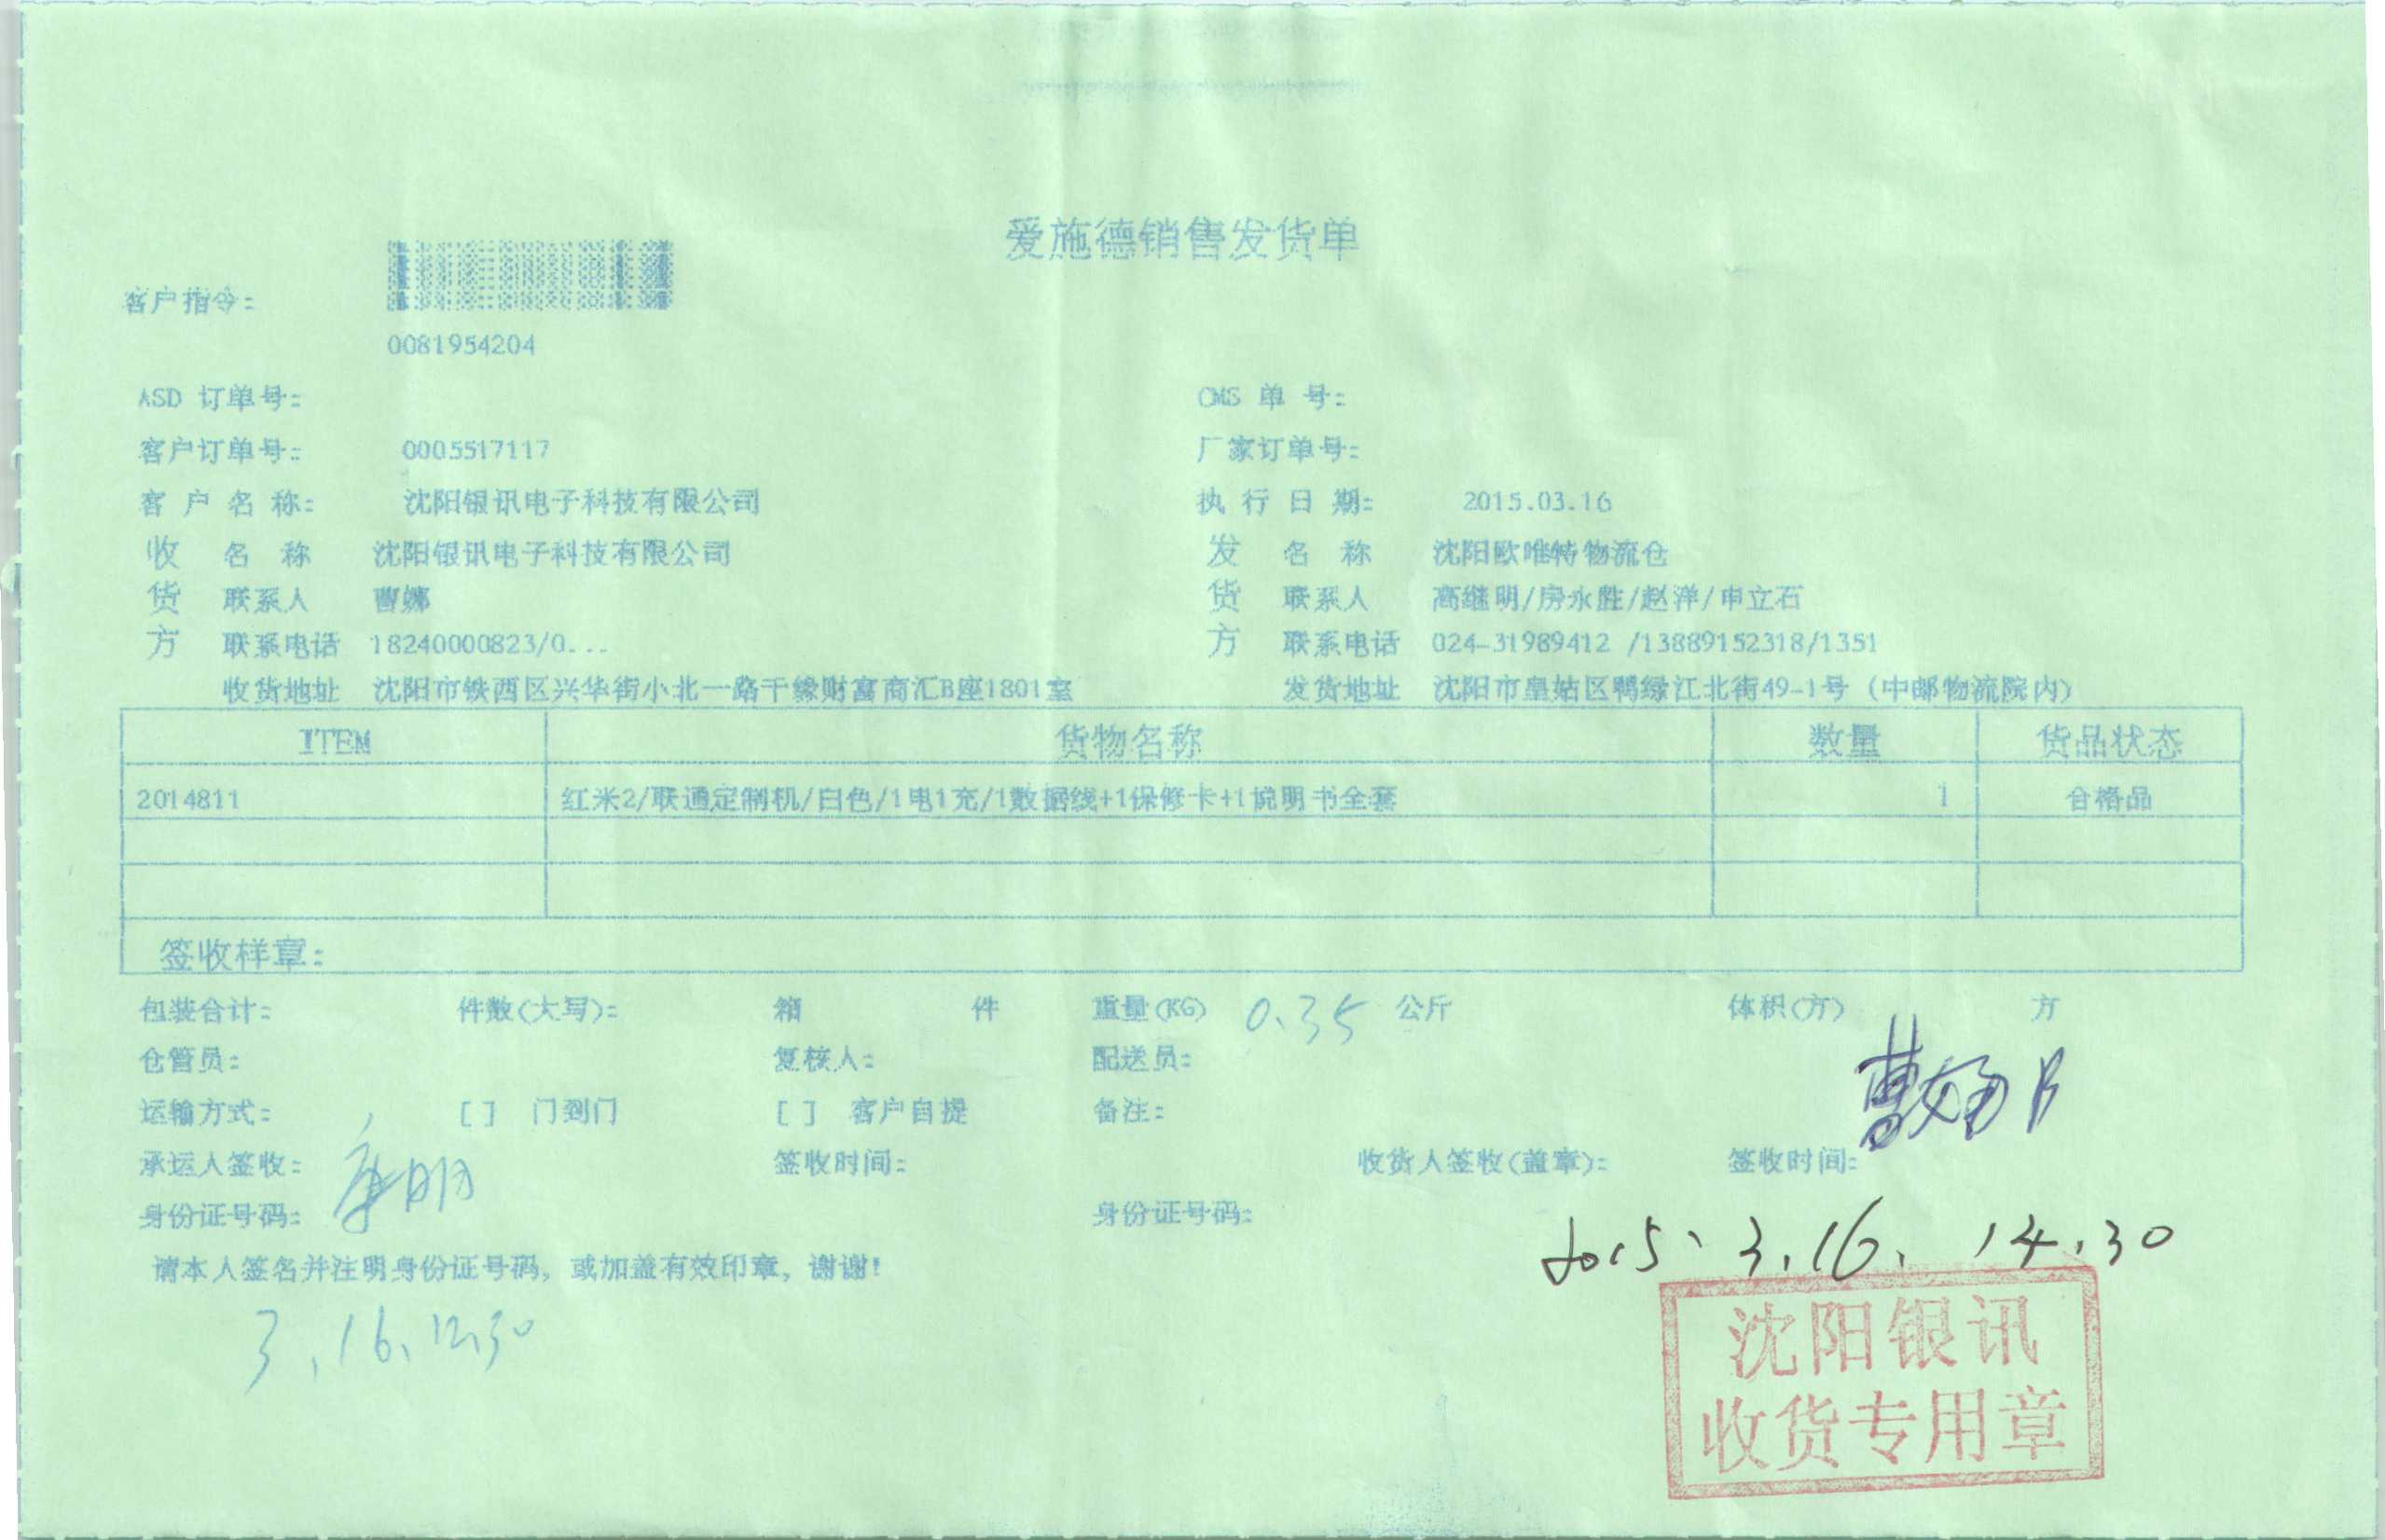 爱施德销售发货单
客户指令:
0081954204
ASD 订单号: CMS 单 号:
客户订单号: 0005517117 厂家订单号:
客 户 名 称: 沈阳银讯电子科技有限公司 执 行 日 期: 2015.03.16
收 名 称 沈阳银讯电子科技有限公司 发 名 称 沈阳欧唯特物流仓
货 联系人 曹娜 货 联系人 高继明/房永胜/赵洋/申立石
方 联系电话 18240000823/0... 方 联系电话 024-31989412 /13889152318/1351
收货地址 沈阳市铁西区兴华街小北一路千缘财富商汇B座1801室 发货地址 沈阳市皇姑区鸭绿江北街49-1号 (中邮物流院内)
ITEM 货物名称 数量 货品状态
2014811 红米2/联通定制机/白色/1电1充/1数据线+1保修卡+1说明书全套 1 合格品
签收样章:
包装合计: 件数(大写): 箱 件 重量(KG) 0.35 公斤 体积(方) 方
仓管员: 复核人: 配送员:
运输方式: [ ] 门到门 [ ] 客户自提 备注:
承运人签收: 签收时间: 收货人签收(盖章): 签收时间:
身份证号码: 身份证号码:
2015、3.16. 14.30
请本人签名并注明身份证号码, 或加盖有效印章, 谢谢!
3.16.12.30
沈阳银讯
收货专用章